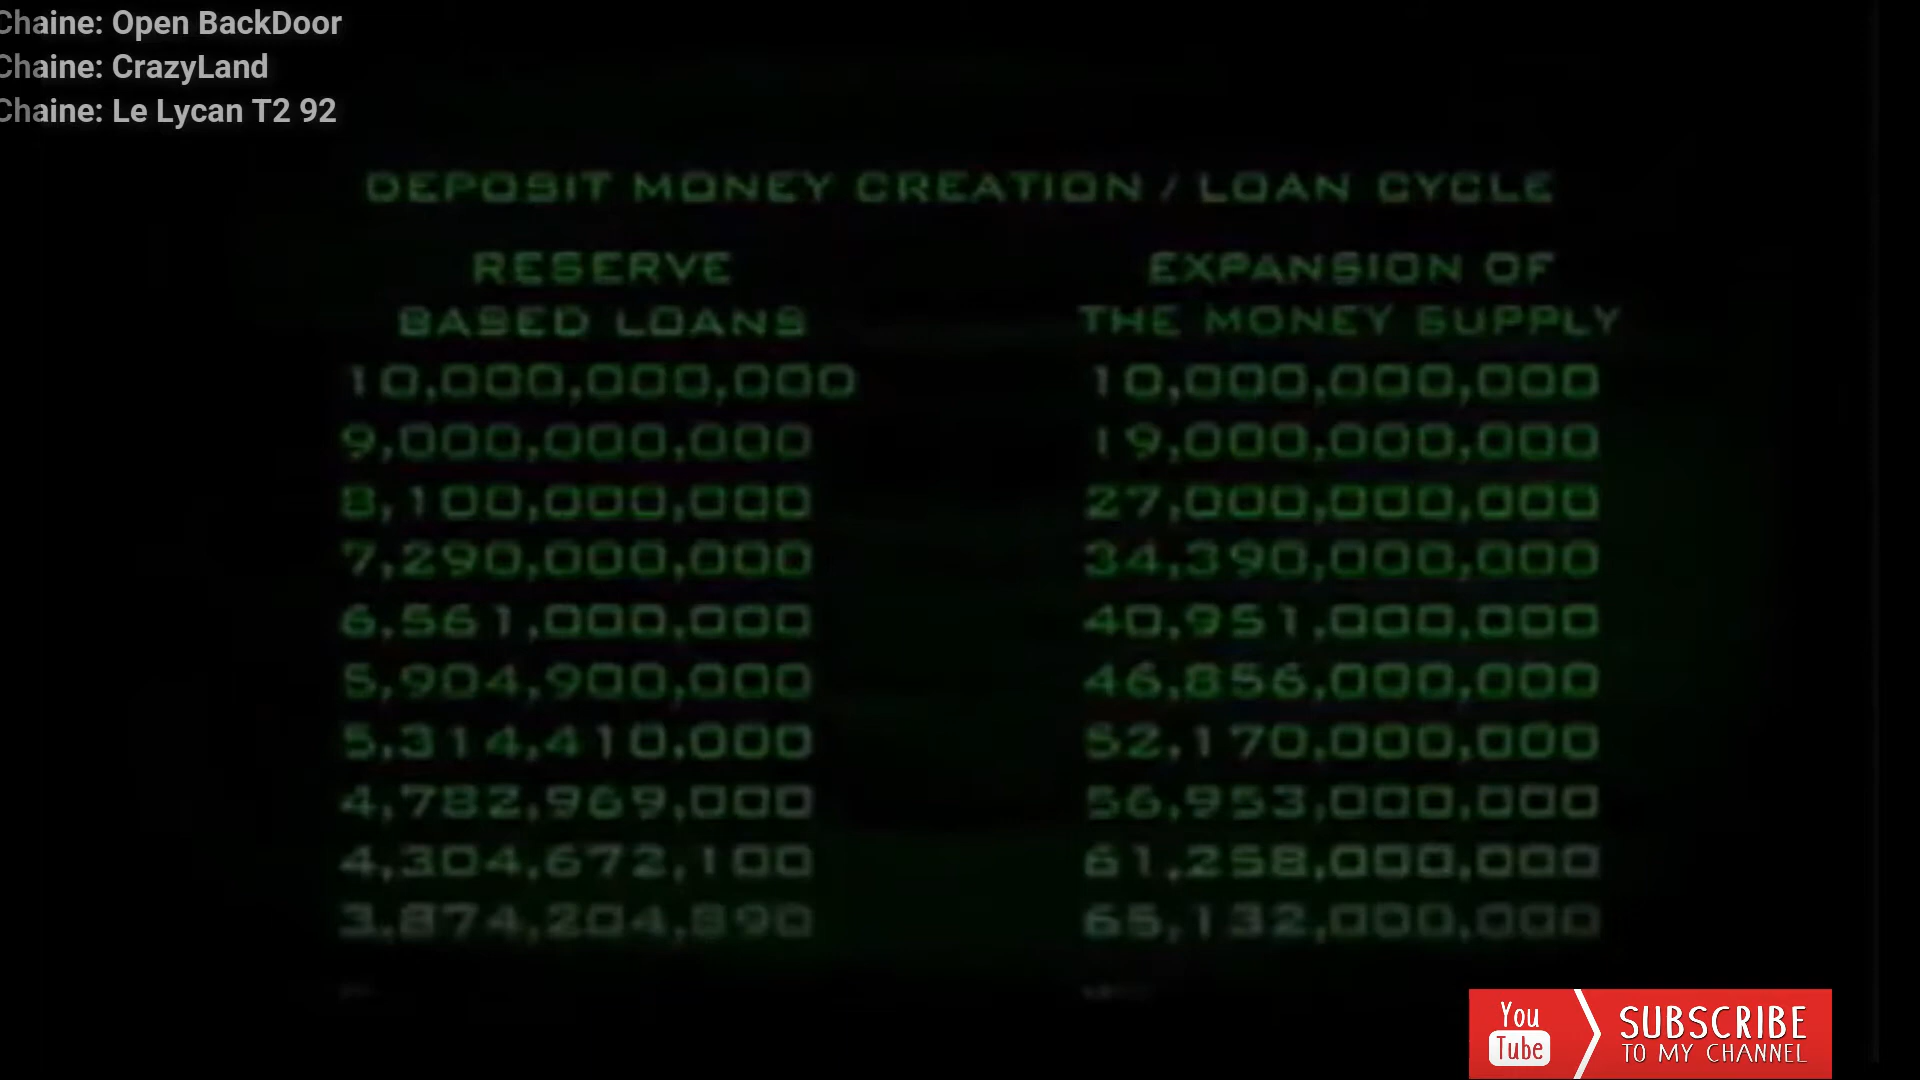 Chaine: Open BackDoor
Chaine: CrazyLand
Chaine: Le Lycan T2 92
DEPOSIT MONEY CREATION / LOAN CYCLE
RESERVE BASED LOANS
EXPANSION OF THE MONEY SUPPLY
10,000,000,000 10,000,000,000
9,000,000,000 19,000,000,000
8,100,000,000 27,000,000,000
7,290,000,000 34,390,000,000
6,561,000,000 40,951,000,000
5,904,900,000 46,856,000,000
5,314,410,000 52,170,000,000
4,782,969,000 56,953,000,000
4,304,672,100 61,258,000,000
3,874,204,890 65,132,000,000
You Tube
SUBSCRIBE
TO MY CHANNEL